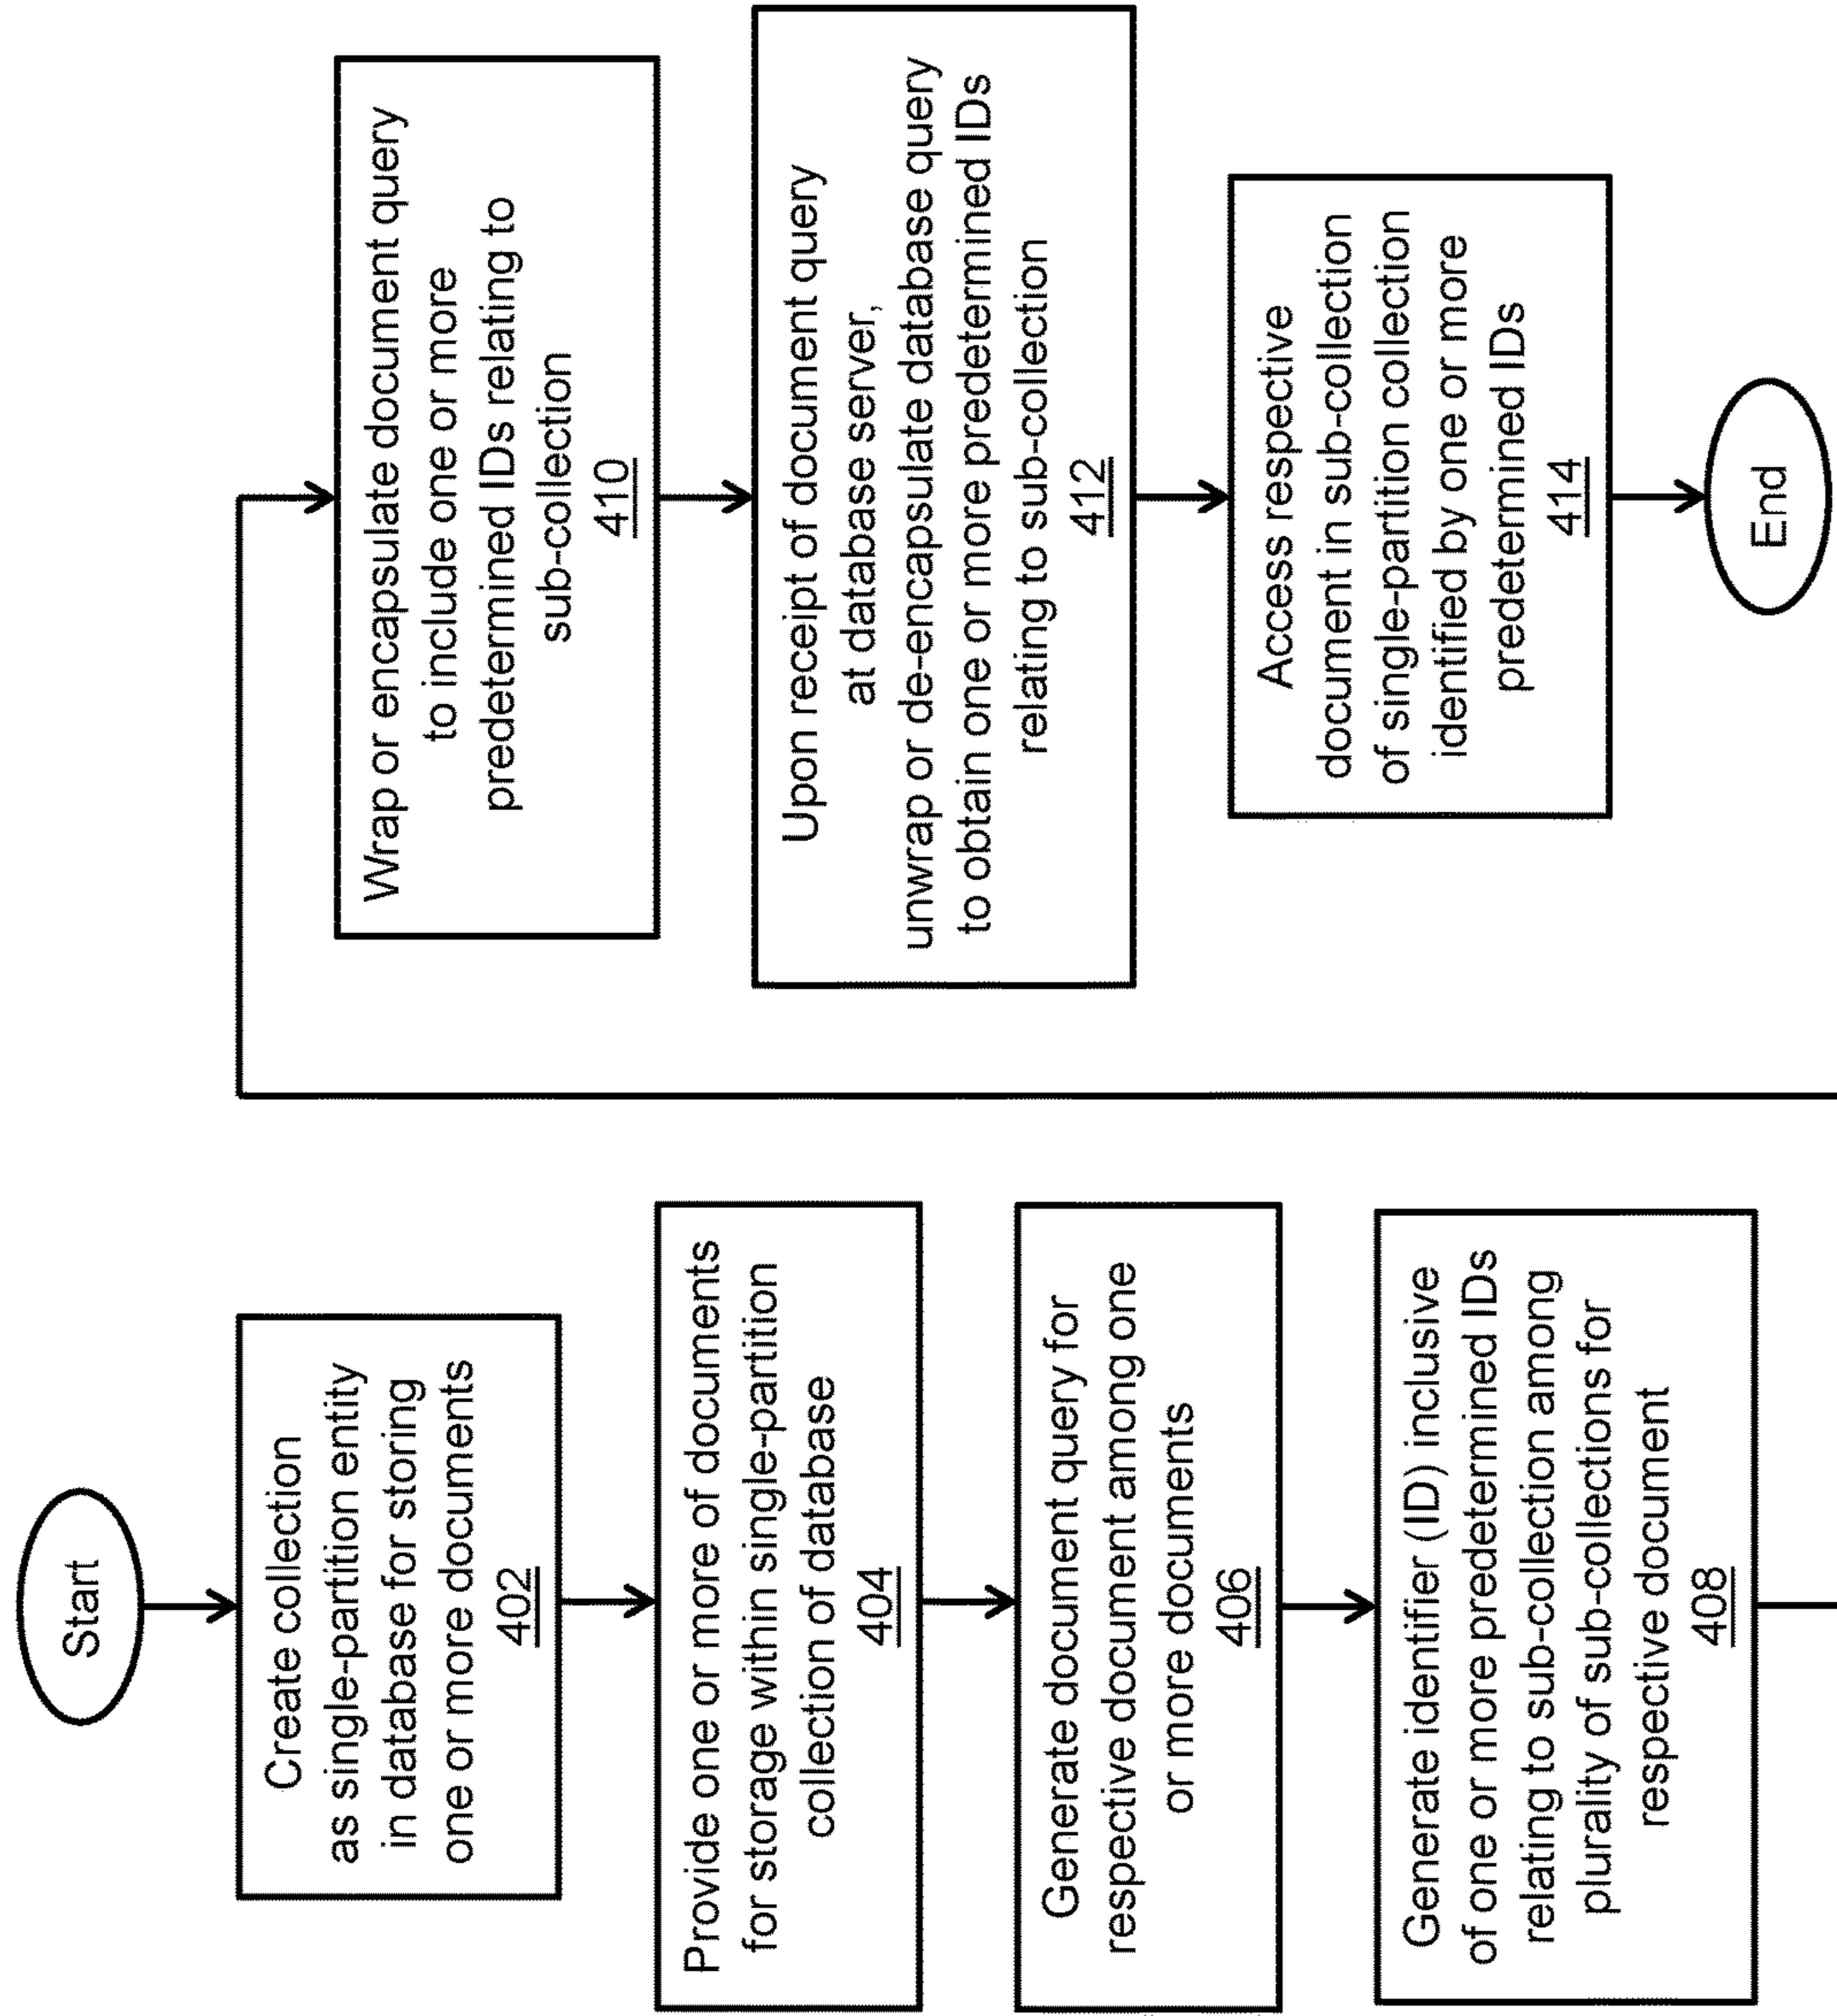 Start
Create collection
as single-partition entity
in database for storing
one or more documents
402
Provide one or more of documents
for storage within single-partition
collection of database
404
Generate document query for
respective document among one
or more documents
406
Generate identifier (ID) inclusive
of one or more predetermined IDs
relating to sub-collection among
plurality of sub-collections for
respective document
408
Wrap or encapsulate document query
to include one or more
predetermined IDs relating to
sub-collection
410
Upon receipt of document query
at database server,
unwrap or de-encapsulate database query
to obtain one or more predetermined IDs
relating to sub-collection
412
Access respective
document in sub-collection
of single-partition collection
identified by one or more
predetermined IDs
414
End